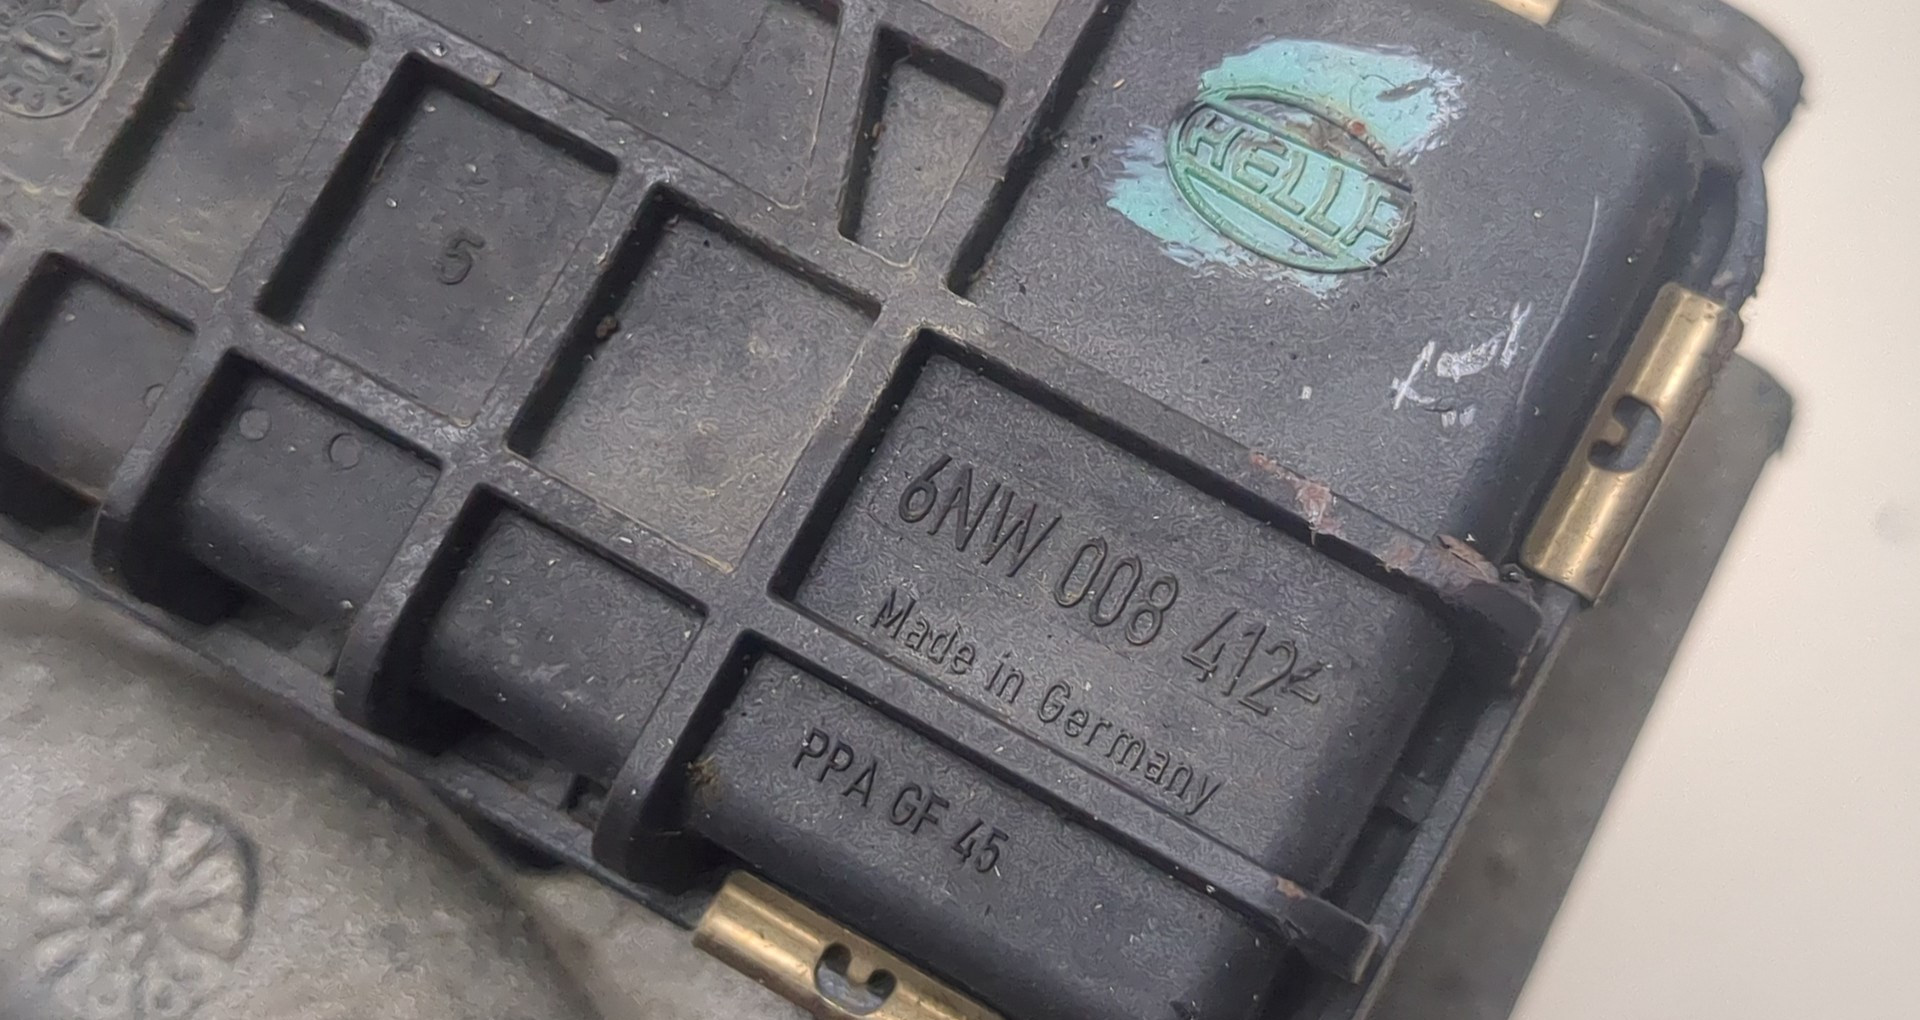 HELLA
5
6NW 008 412-
Made in Germany
PPA GF 45